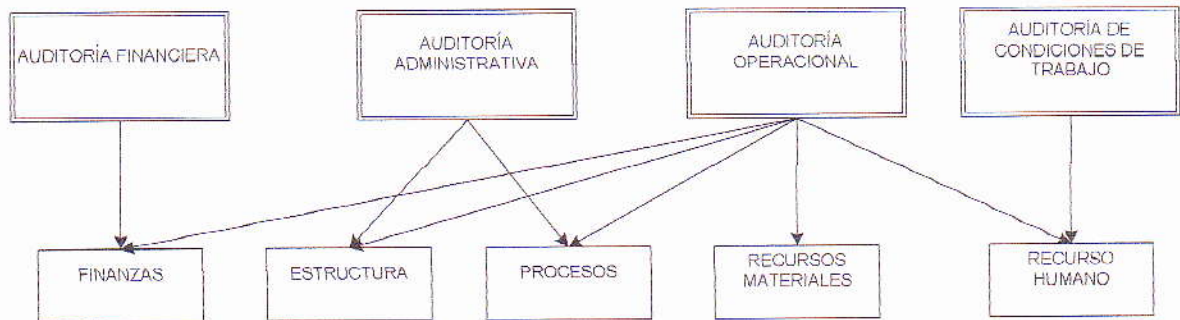 AUDITORÍA FINANCIERA
AUDITORÍA
ADMINISTRATIVA
AUDITORÍA
OPERACIONAL
AUDITORÍA DE
CONDICIONES DE
TRABAJO
FINANZAS
ESTRUCTURA
PROCESOS
RECURSOS
MATERIALES
RECURSO
HUMANO